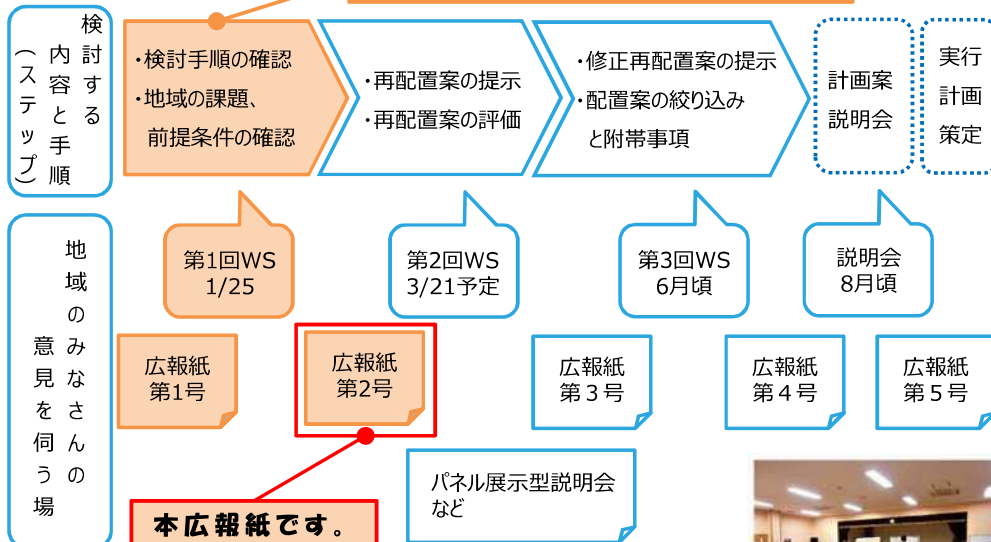 検討する
内容と手順
（ステップ）
・検討手順の確認
・地域の課題、
前提条件の確認
・再配置案の提示
・再配置案の評価
・修正再配置案の提示
・配置案の絞り込み
と附帯事項
計画案
説明会
実行
計画
策定
地域のみなさんの
意見を伺う場
第1回WS
1/25
第2回WS
3/21予定
第3回WS
6月頃
説明会
8月頃
広報紙
第1号
広報紙
第2号
広報紙
第３号
広報紙
第４号
広報紙
第５号
パネル展示型説明会
など
本広報紙です。